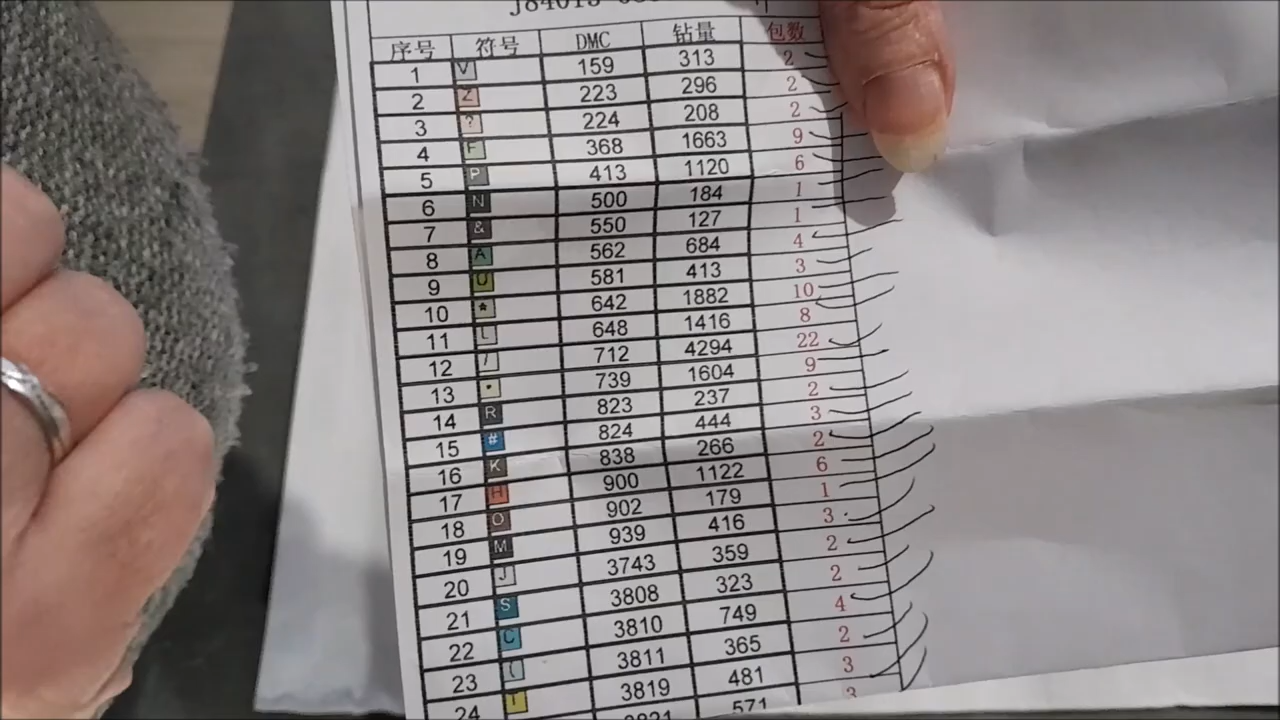 序号 符号 DMC 钻量 包数
1 V 159 313 2
2 Z 223 296 2
3 ? 224 208 2
4 F 368 1663 9
5 P 413 1120 6
6 N 500 184 1
7 & 550 127 1
8 A 562 684 4
9 U 581 413 3
10 * 642 1882 10
11 L 648 1416 8
12 / 712 4294 22
13 • 739 1604 9
14 R 823 237 2
15 # 824 444 3
16 K 838 266 2
17 H 900 1122 6
18 O 902 179 1
19 M 939 416 3
20 J 3743 359 2
21 S 3808 323 2
22 C 3810 749 4
23 ( 3811 365 2
24 T 3819 481 3
3821 571 3